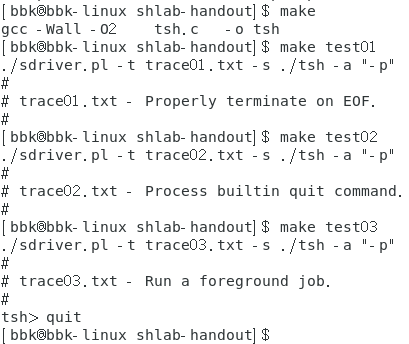 [bbk@bbk-linux shlab-handout]$ make
gcc -Wall -O2    tsh.c   -o tsh
[bbk@bbk-linux shlab-handout]$ make test01
./sdriver.pl -t trace01.txt -s ./tsh -a "-p"
#
# trace01.txt - Properly terminate on EOF.
#
[bbk@bbk-linux shlab-handout]$ make test02
./sdriver.pl -t trace02.txt -s ./tsh -a "-p"
#
# trace02.txt - Process builtin quit command.
#
[bbk@bbk-linux shlab-handout]$ make test03
./sdriver.pl -t trace03.txt -s ./tsh -a "-p"
#
# trace03.txt - Run a foreground job.
#
tsh> quit
[bbk@bbk-linux shlab-handout]$